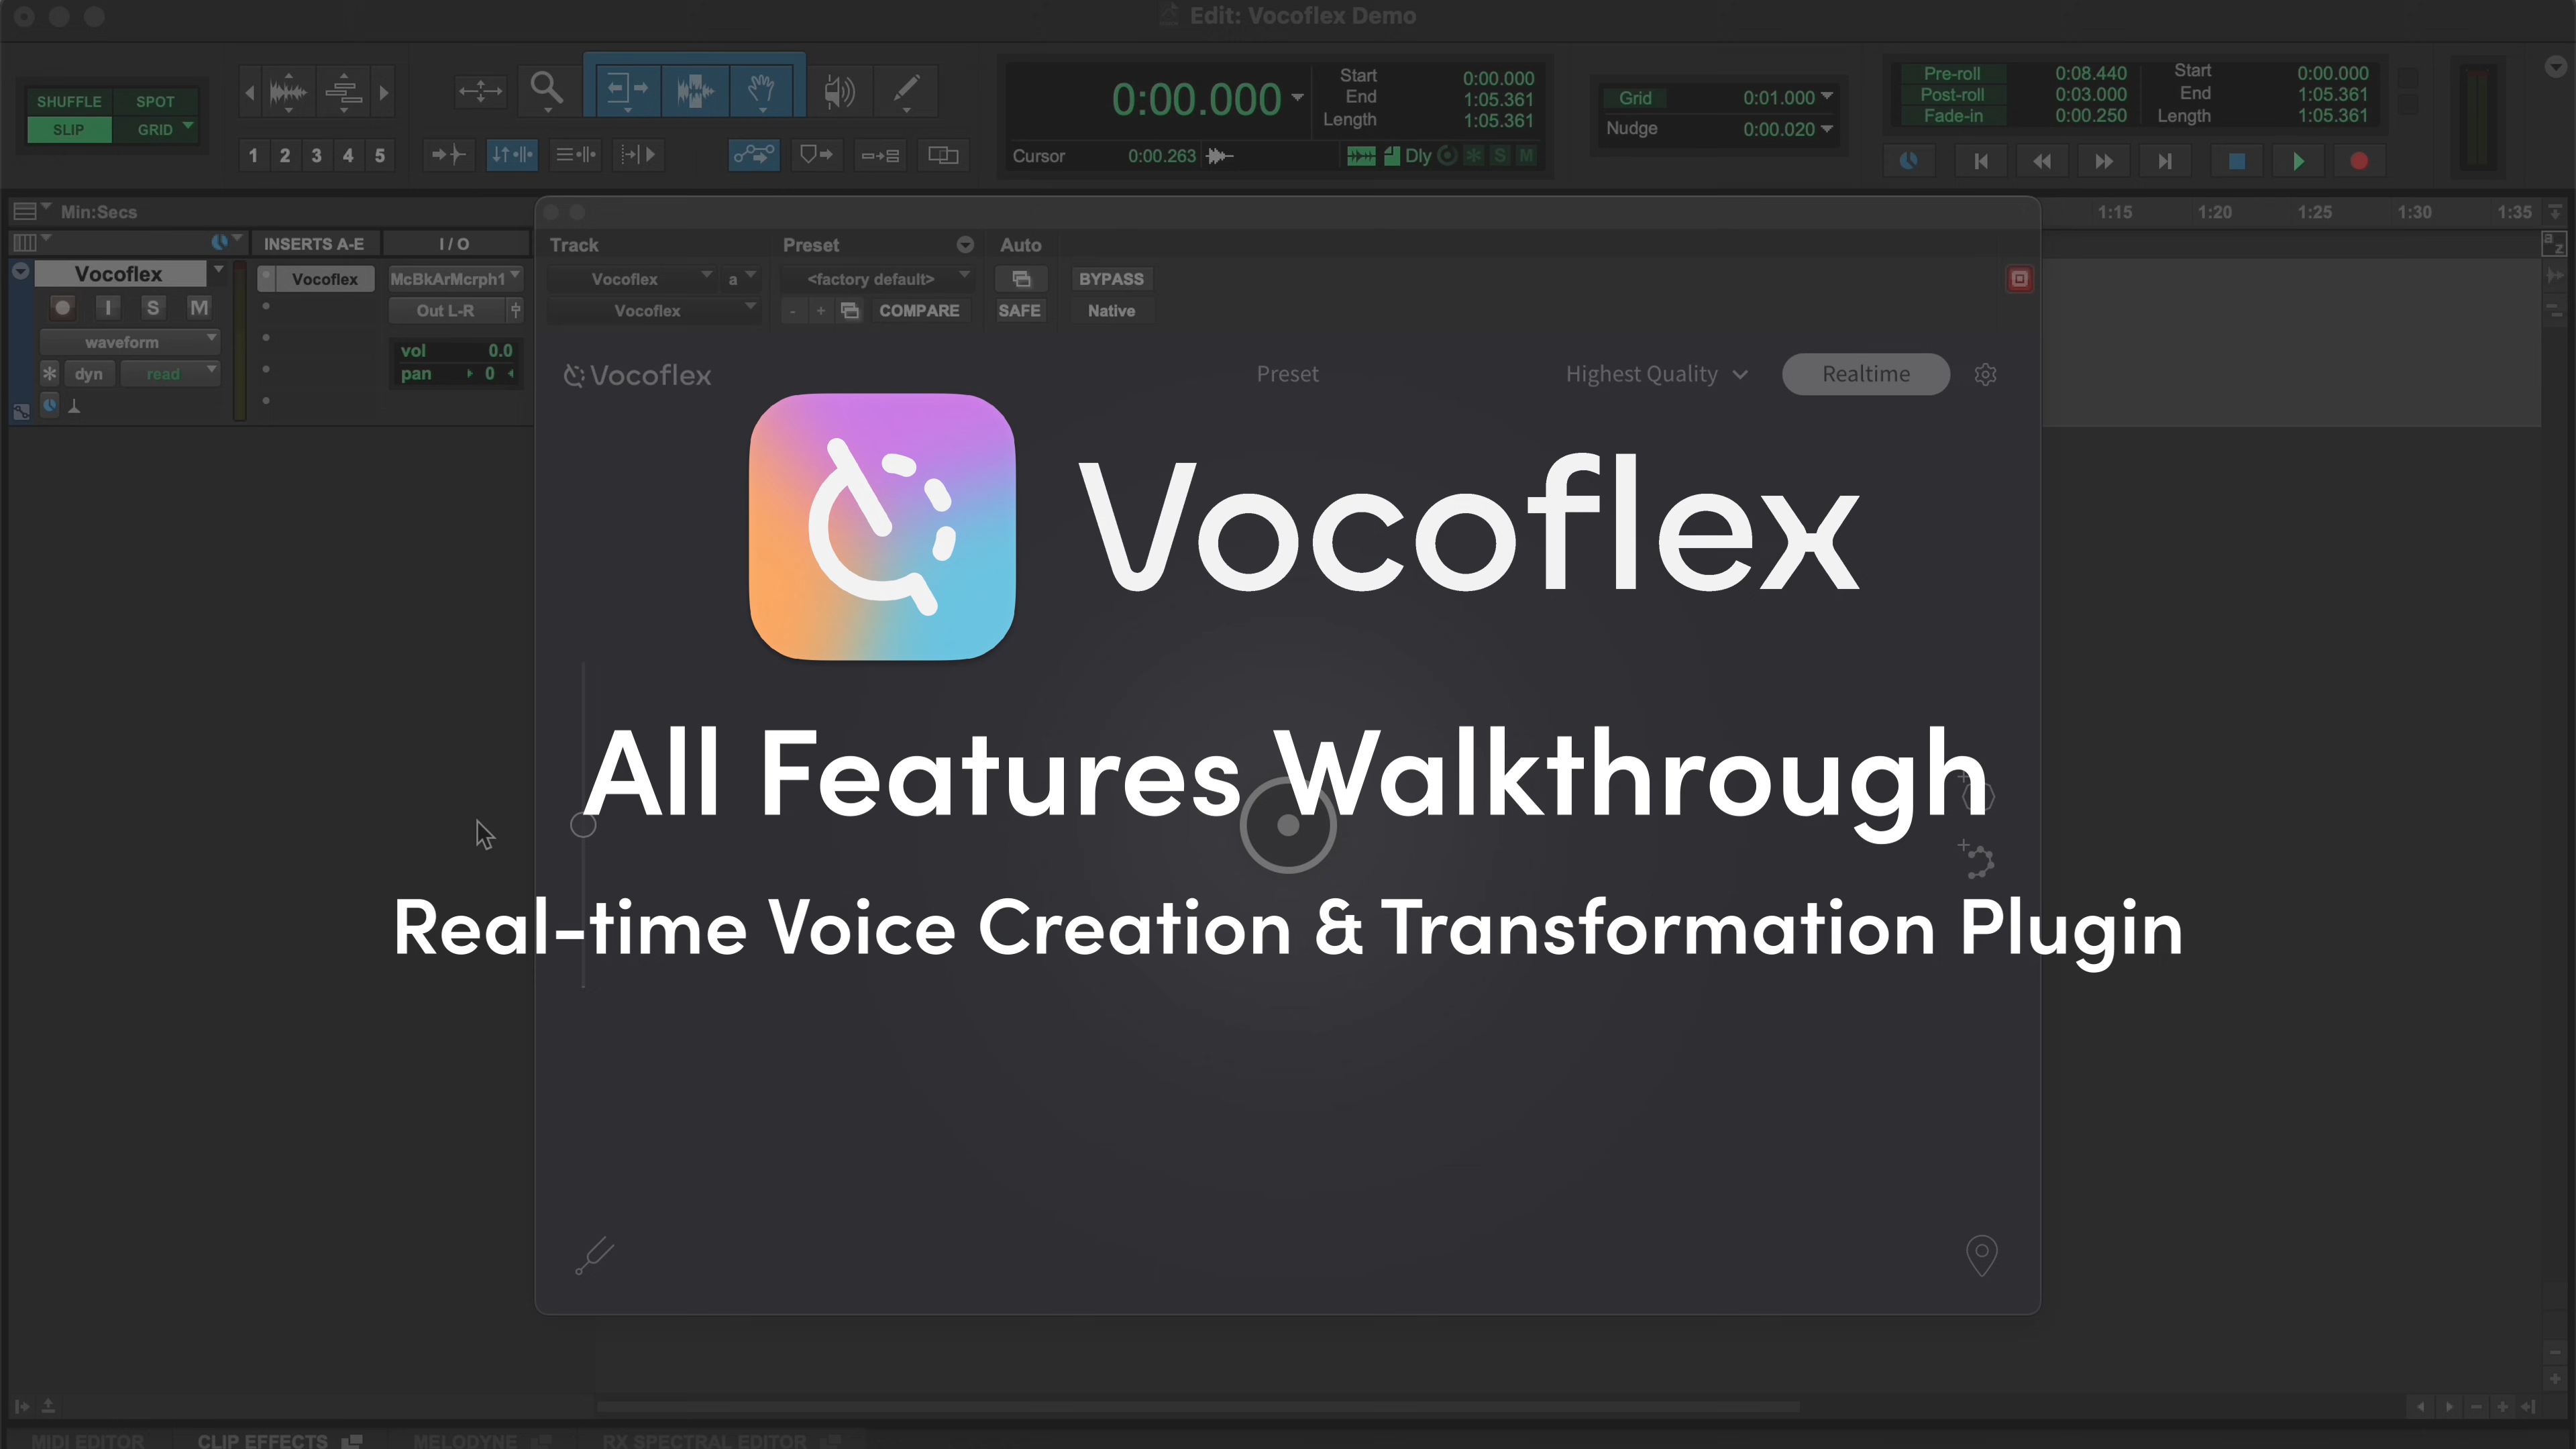 Edit: Vocoflex Demo
SHUFFLE SPOT
SLIP GRID
1 2 3 4 5
0:00.000
Start 0:00.000
End 1:05.361
Length 1:05.361
Cursor 0:00.263
Dly S M
Grid 0:01.000
Nudge 0:00.020
Pre-roll 0:08.440
Post-roll 0:03.000
Fade-in 0:00.250
Start 0:00.000
End 1:05.361
Length 1:05.361
Min:Secs
1:15 1:20 1:25 1:30 1:35
INSERTS A-E I / O
Vocoflex
I S M
waveform
dyn read
Vocoflex
McBkArMcrph1
Out L-R
vol 0.0
pan 0
Track Preset Auto
Vocoflex a <factory default> BYPASS
Vocoflex - + COMPARE SAFE Native
Vocoflex Preset Highest Quality Realtime
Vocoflex
All Features Walkthrough
Real-time Voice Creation & Transformation Plugin
a z
MIDI EDITOR CLIP EFFECTS MELODYNE RX SPECTRAL EDITOR